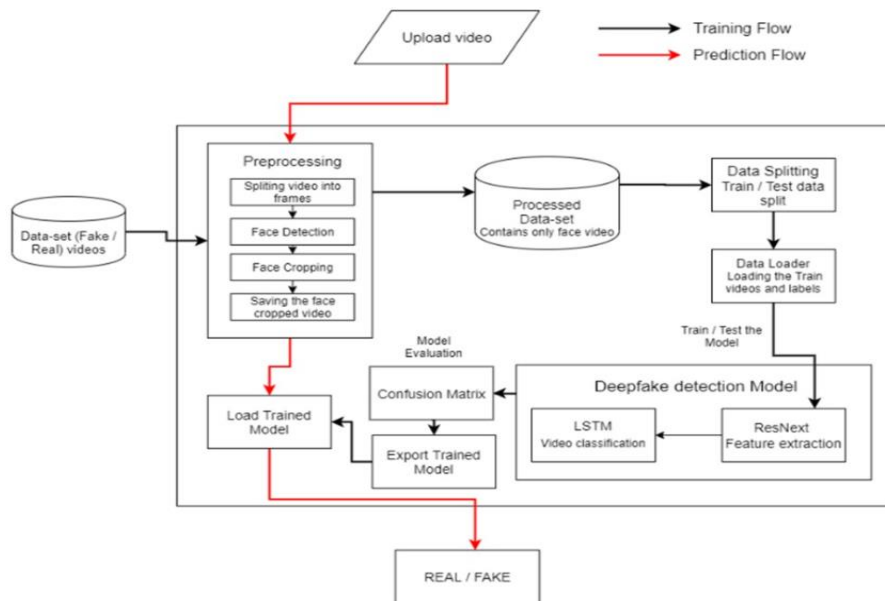 Upload video
Training Flow
Prediction Flow
Preprocessing
Spliting video into
frames
Face Detection
Face Cropping
Saving the face
cropped video
Data-set (Fake /
Real) videos
Processed
Data-set
Contains only face video
Data Splitting
Train / Test data
split
Data Loader
Loading the Train
videos and labels
Train / Test the
Model
Deepfake detection Model
ResNext
Feature extraction
LSTM
Video classification
Model
Evaluation
Confusion Matrix
Export Trained
Model
Load Trained
Model
REAL / FAKE